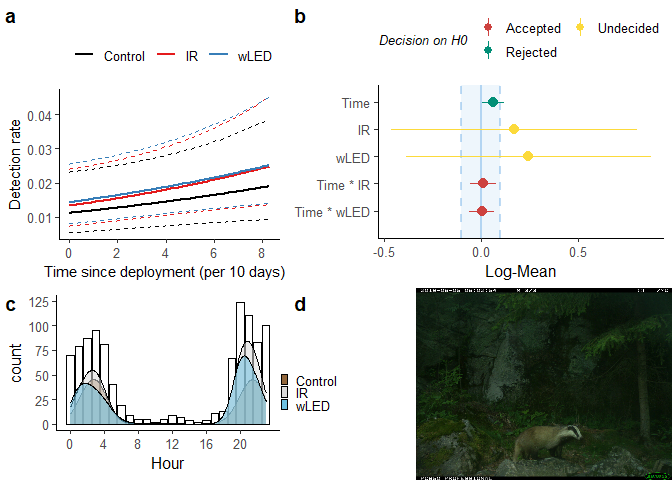 a
Control
IR
wLED
Detection rate
0.04
0.03
0.02
0.01
0
2
4
6
8
Time since deployment (per 10 days)
b
Decision on H0
Accepted
Undecided
Rejected
Time
IR
wLED
Time * IR
Time * wLED
-0.5
0.0
0.5
Log-Mean
c
count
125
100
75
50
25
0
0
4
8
12
16
20
Hour
Control
IR
wLED
d